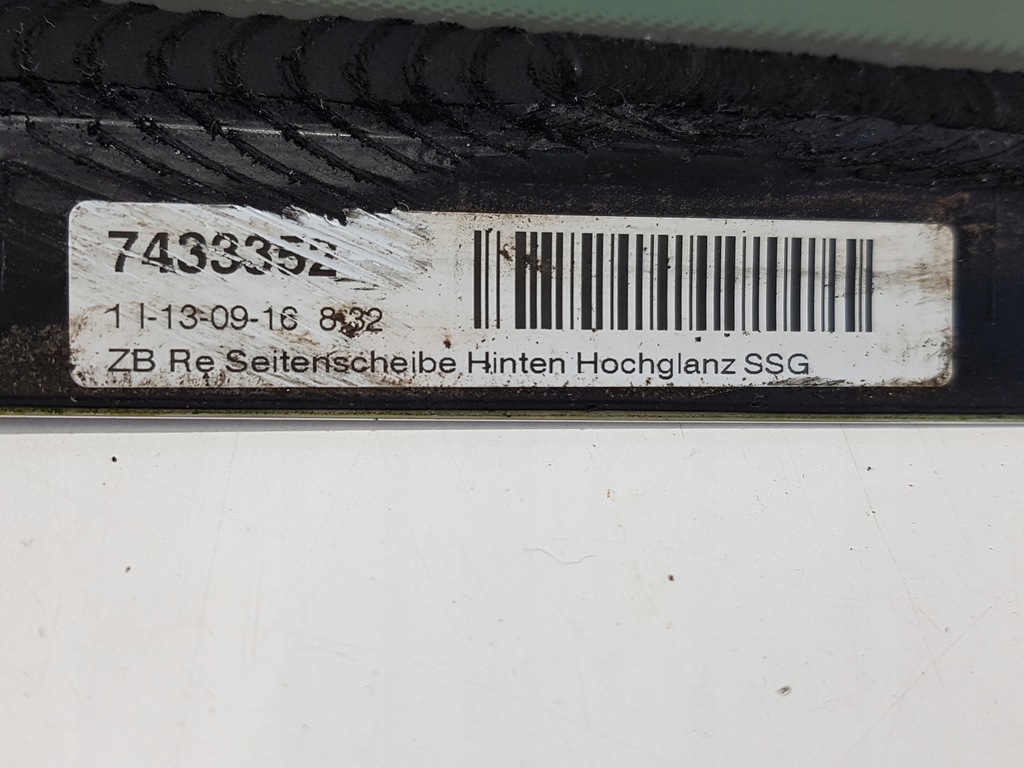 7433352
1 I-13-09-16 8:32
ZB Re Seitenscheibe Hinten Hochglanz SSG